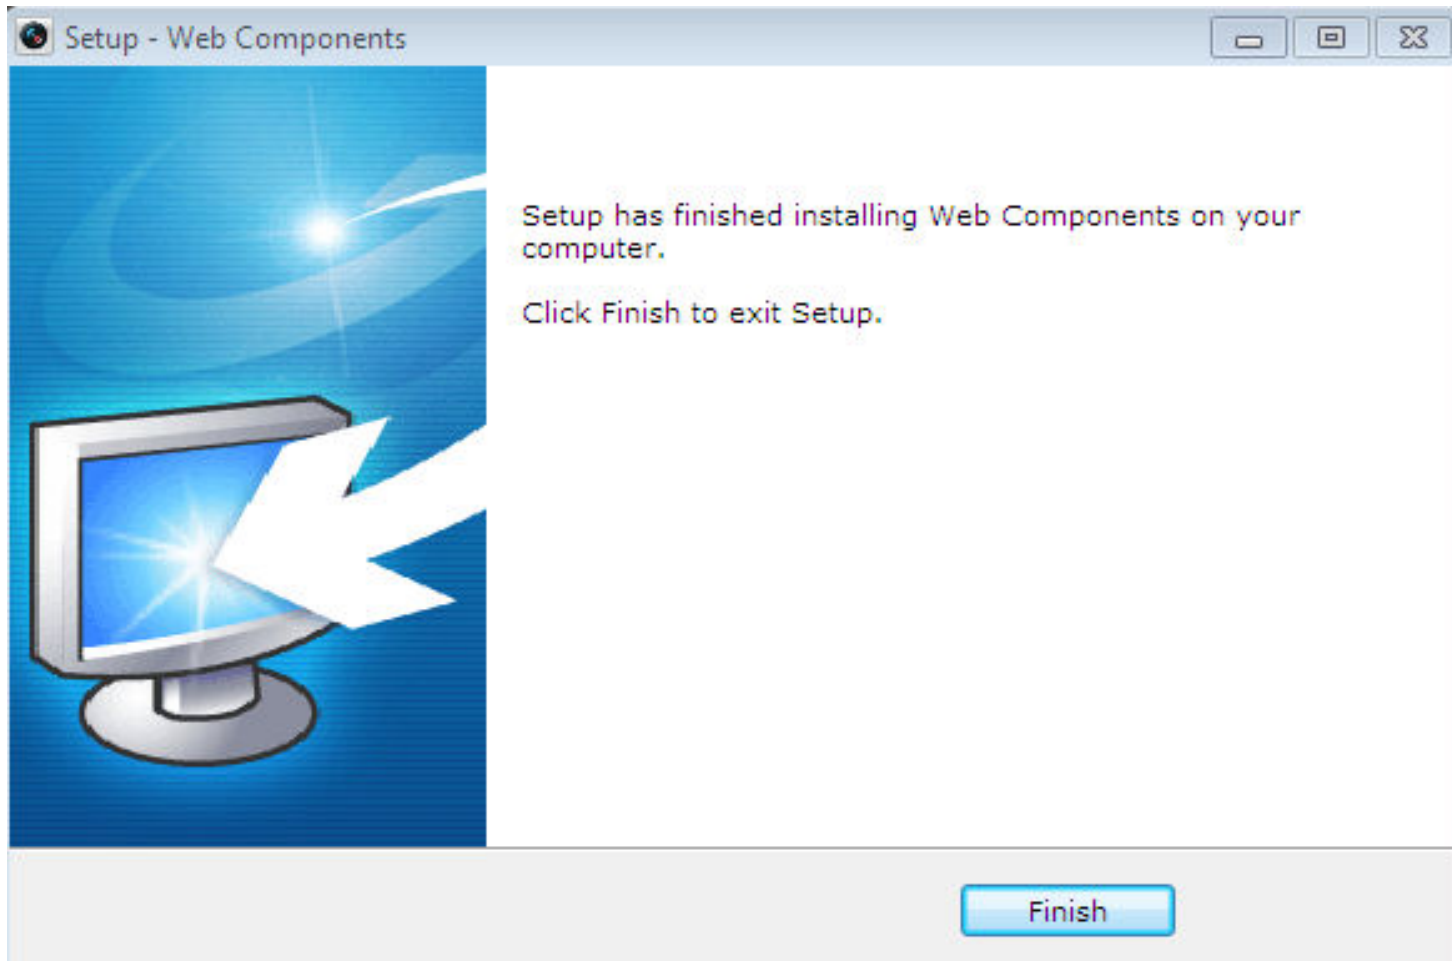 Setup - Web Components
Setup has finished installing Web Components on your
computer.
Click Finish to exit Setup.
Finish